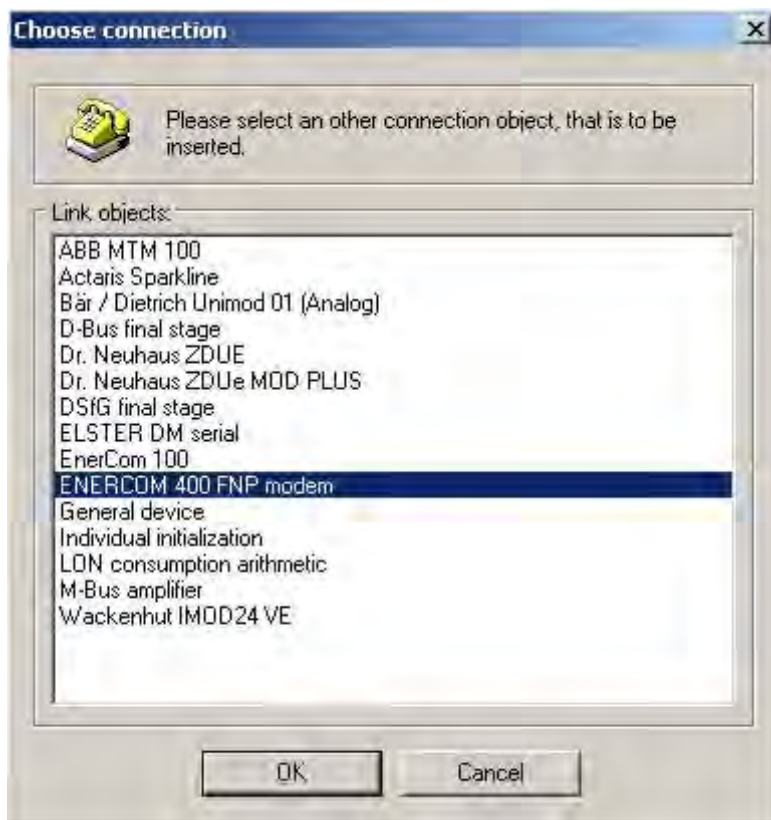 Choose connection
Please select an other connection object, that is to be
inserted.
Link objects:
ABB MTM 100
Actaris Sparkline
Bär / Dietrich Unimod 01 (Analog)
D-Bus final stage
Dr. Neuhaus ZDUE
Dr. Neuhaus ZDUe MOD PLUS
DSfG final stage
ELSTER DM serial
EnerCom 100
ENERCOM 400 FNP modem
General device
Individual initialization
LON consumption arithmetic
M-Bus amplifier
Wackenhut IMOD24 VE
OK
Cancel